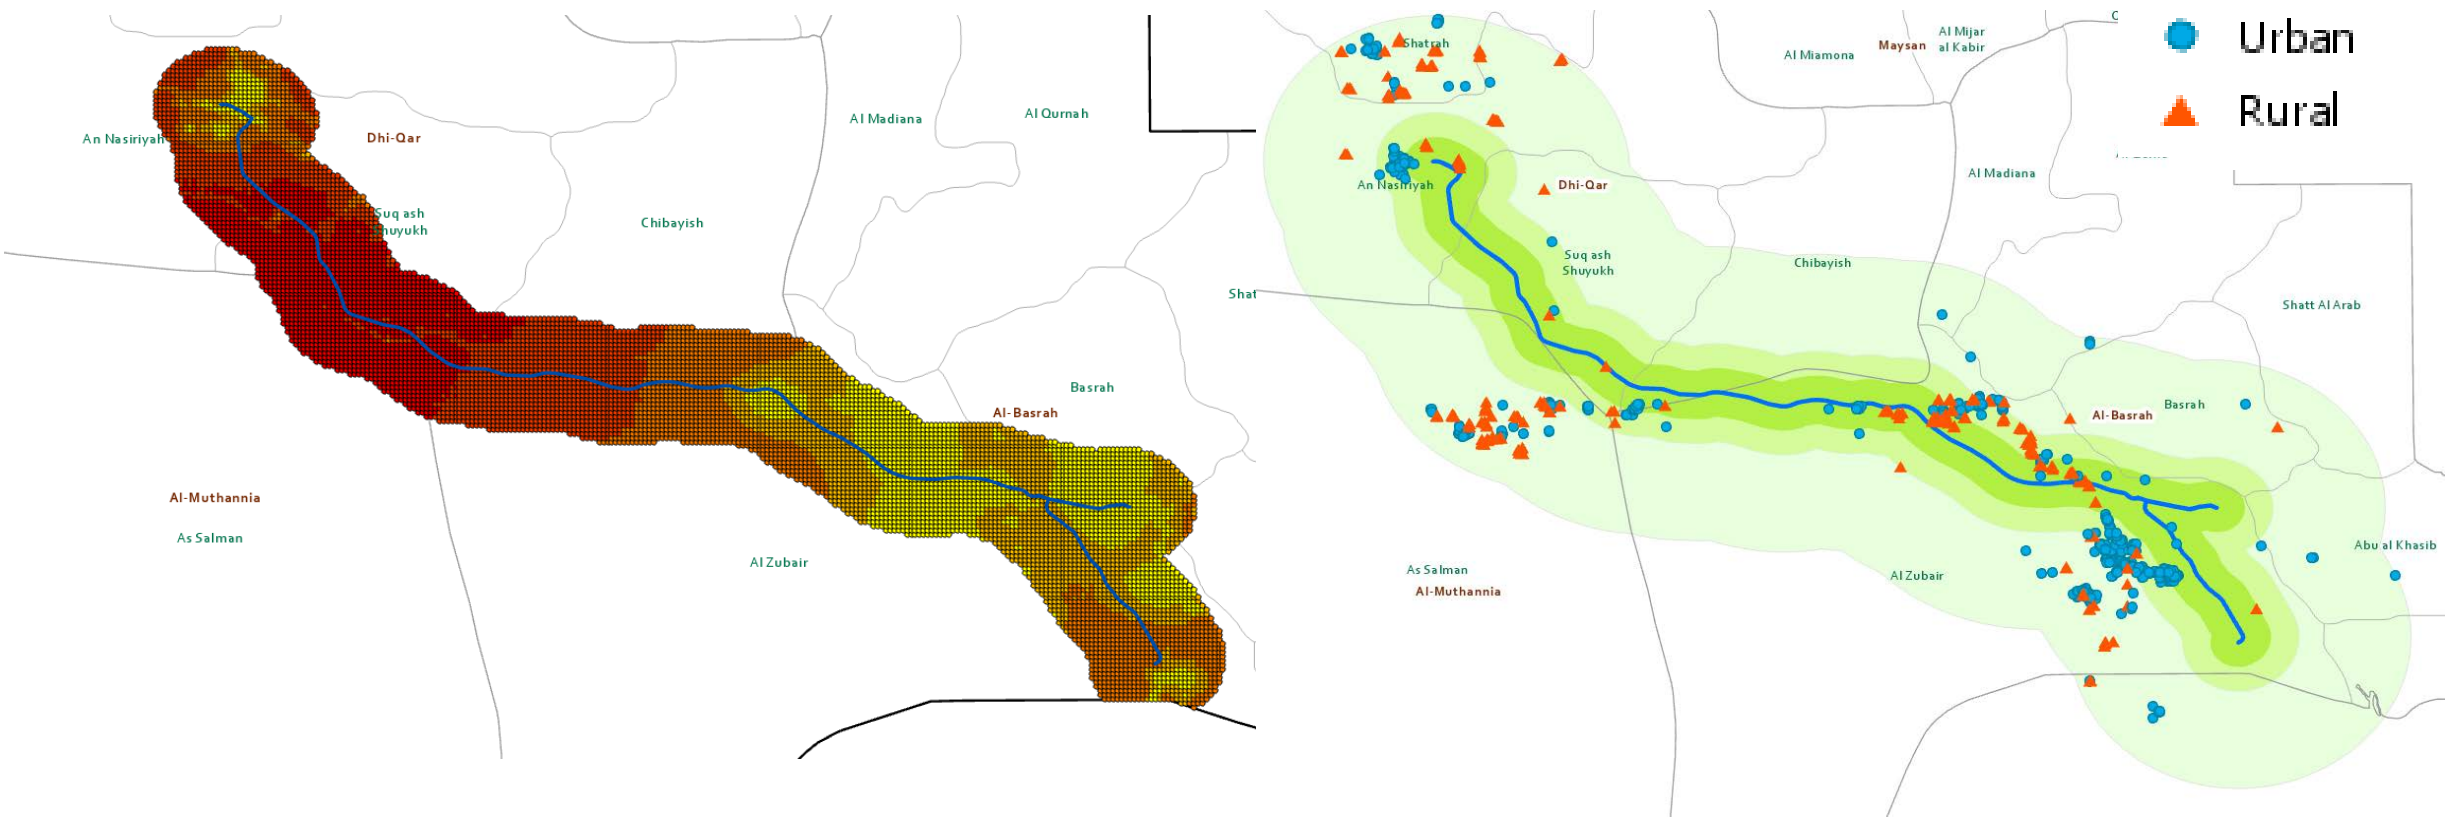 An Nasiriyah
Dhi-Qar
Suq ash
Shuyukh
Chibayish
Al Madiana
Al Qurnah
Shat
Basrah
Al-Basrah
Al-Muthannia
As Salman
Al Zubair
Shatrah
Al Miamona
Maysan
Al Mijar
al Kabir
Urban
Rural
An Nasiriyah
Dhi-Qar
Al Madiana
Suq ash
Shuyukh
Chibayish
Shatt Al Arab
Basrah
Al-Basrah
As Salman
Al-Muthannia
Al Zubair
Abu al Khasib